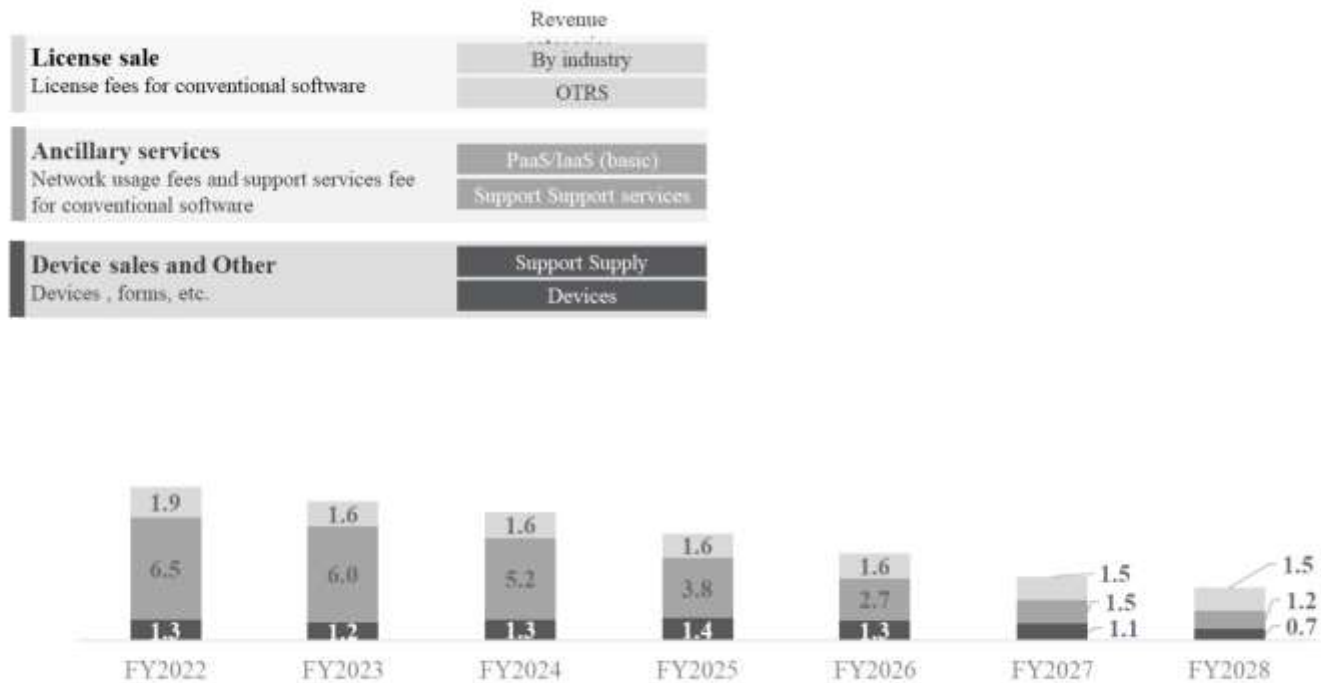 Revenue
License sale
License fees for conventional software
By industry
OTRS
Ancillary services
Network usage fees and support services fee
for conventional software
PaaS/IaaS (basic)
Support Support services
Device sales and Other
Devices , forms, etc.
Support Supply
Devices
1.9
6.5
1.3
1.6
6.0
1.2
1.6
5.2
1.3
1.6
3.8
1.4
1.6
2.7
1.3
1.5
1.5
1.1
1.5
1.2
0.7
FY2022
FY2023
FY2024
FY2025
FY2026
FY2027
FY2028